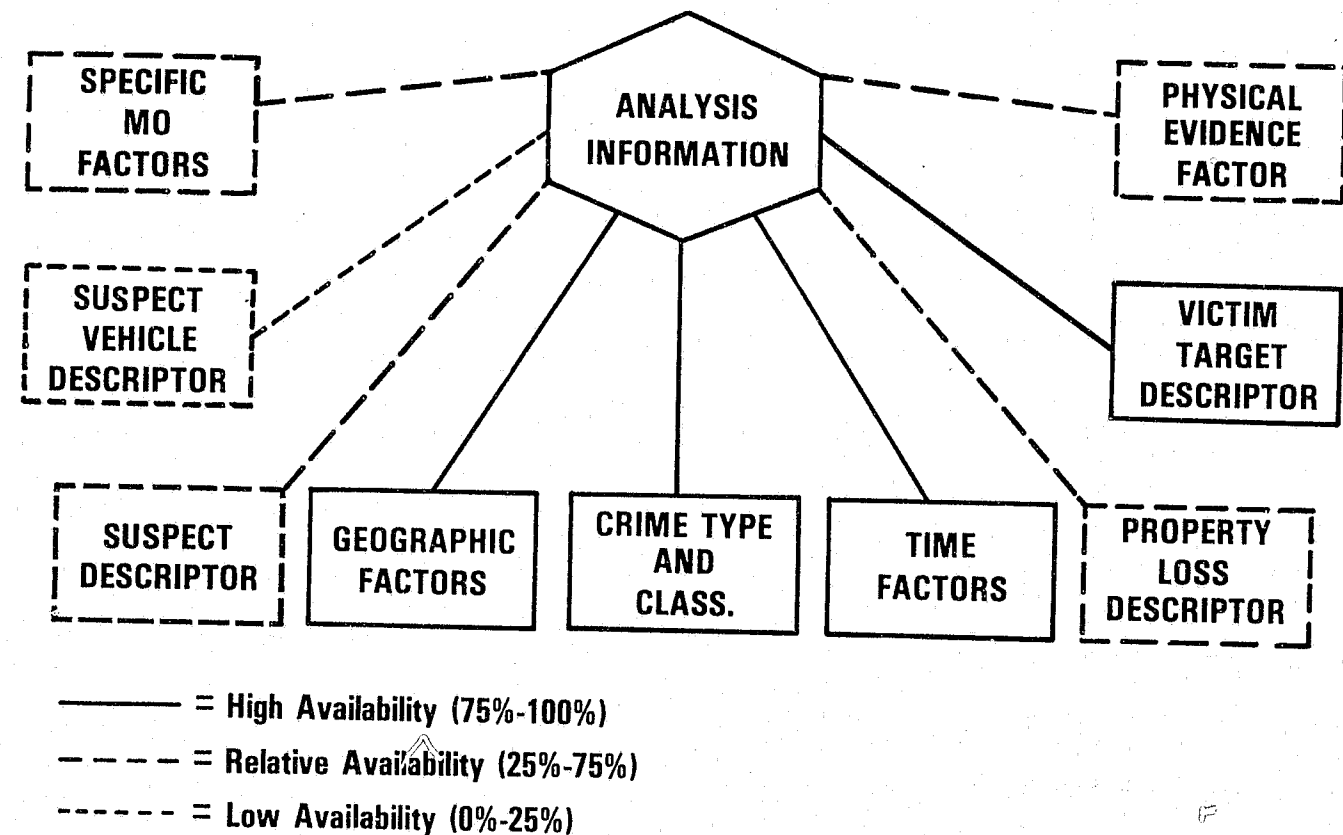 ANALYSIS
INFORMATION
SPECIFIC
MO
FACTORS
PHYSICAL
EVIDENCE
FACTOR
SUSPECT
VEHICLE
DESCRIPTOR
VICTIM
TARGET
DESCRIPTOR
SUSPECT
DESCRIPTOR
GEOGRAPHIC
FACTORS
CRIME TYPE
AND
CLASS.
TIME
FACTORS
PROPERTY
LOSS
DESCRIPTOR
= High Availability (75%-100%)
= Relative Availability (25%-75%)
= Low Availability (0%-25%)